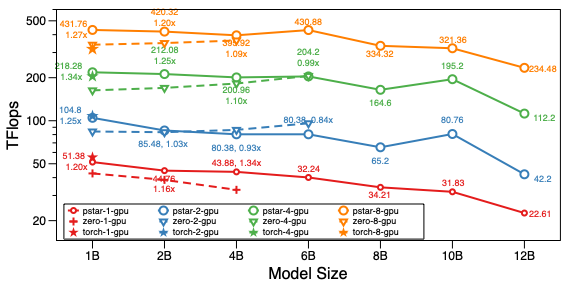 TFlops
500
200
100
50
20
431.76
1.27x
420.32
1.20x
395.92
1.09x
430.88
334.32
321.36
234.48
218.28
1.34x
212.08
1.25x
200.96
1.10x
204.2
0.99x
164.6
195.2
112.2
104.8
1.25x
85.48, 1.03x
80.38, 0.93x
80.38, 0.84x
65.2
80.76
42.2
51.38
1.20x
1.16x
43.88, 1.34x
32.24
34.21
31.83
22.61
pstar-1-gpu pstar-2-gpu pstar-4-gpu pstar-8-gpu
zero-1-gpu zero-2-gpu zero-4-gpu zero-8-gpu
torch-1-gpu torch-2-gpu torch-4-gpu torch-8-gpu
1B 2B 4B 6B 8B 10B 12B
Model Size